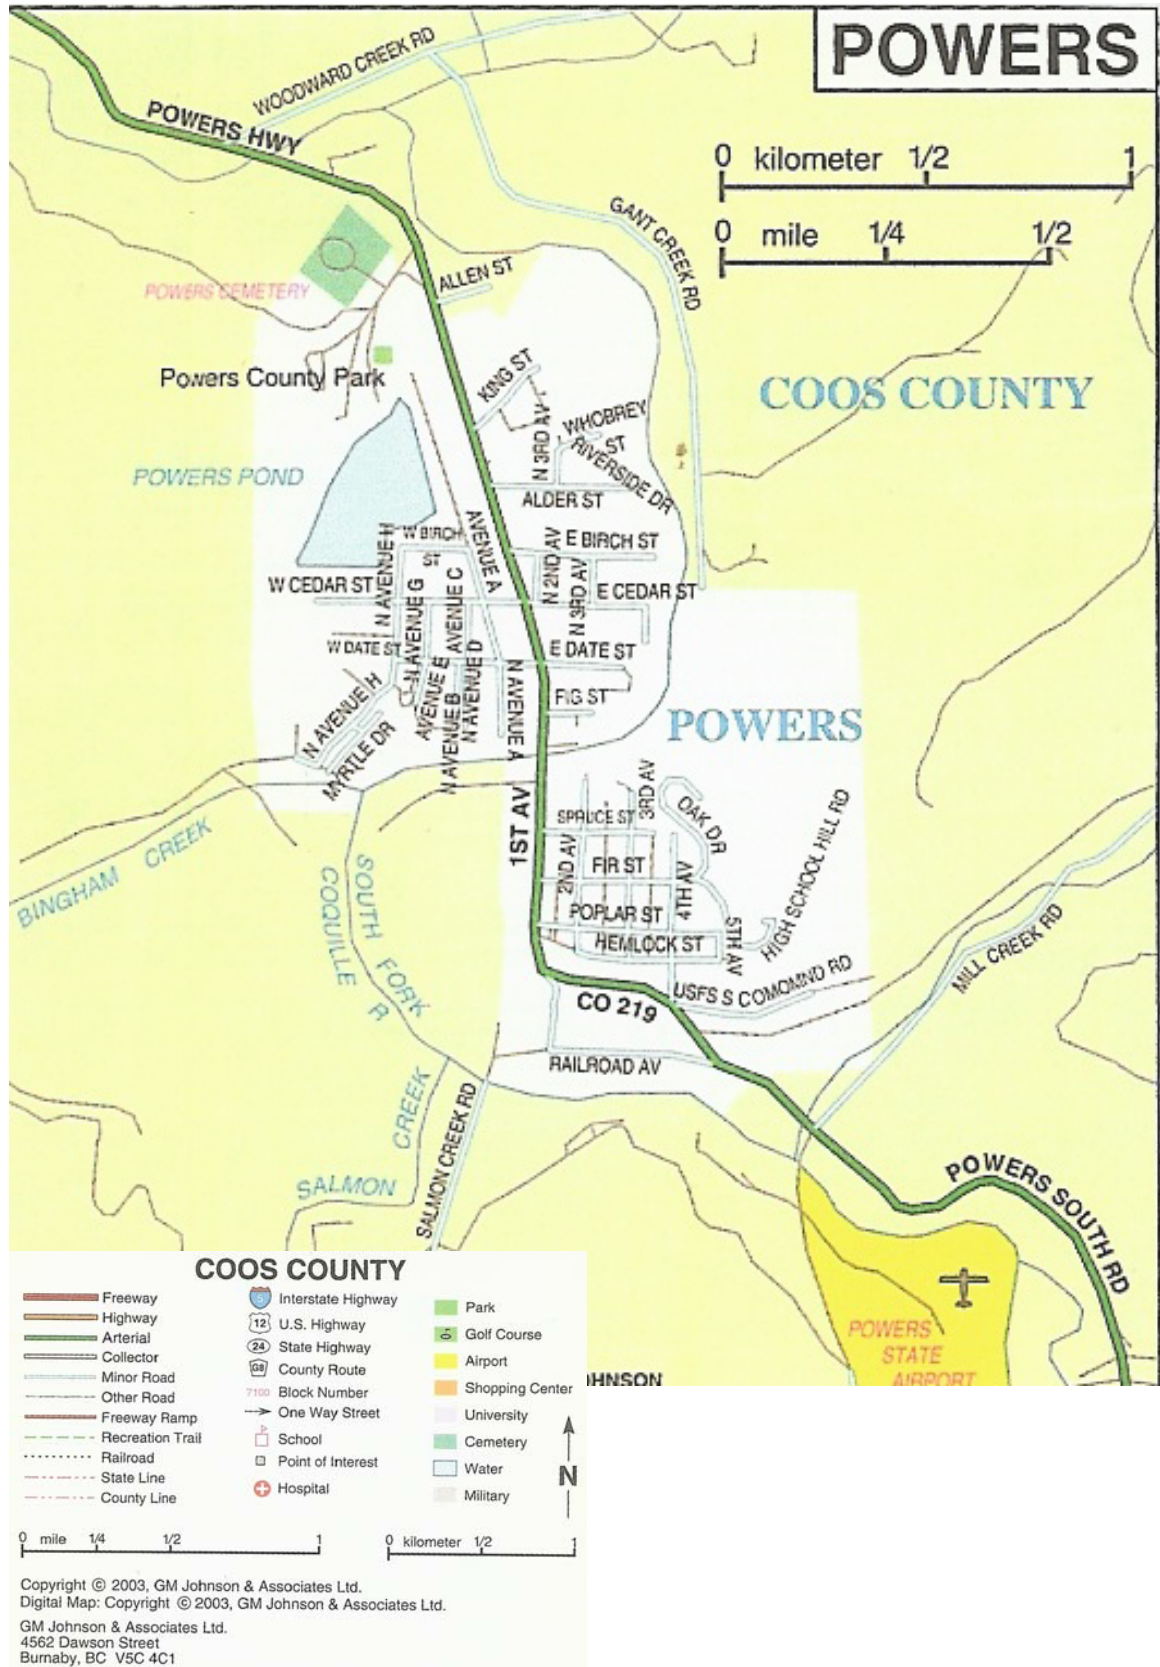 POWERS
WOODWARD CREEK RD
POWERS HWY
0 kilometer 1/2 1
0 mile 1/4 1/2
GANT CREEK RD
ALLEN ST
POWERS CEMETERY
Powers County Park
COOS COUNTY
KING ST
N 3RD AV
WHOBREY
ST
RIVERSIDE DR
POWERS POND
ALDER ST
AVENUE A
N AVENUE H
W BIRCH
ST
N 2ND AV
E BIRCH ST
W CEDAR ST
N AVENUE G
AVENUE C
N 3RD AV
E CEDAR ST
W DATE ST
AVENUE E
N AVENUE B
N AVENUE D
N AVENUE A
E DATE ST
FIG ST
N AVENUE H
MYRTLE DR
POWERS
1ST AV
SPRUCE ST
3RD AV
OAK DR
HIGH SCHOOL HILL RD
BINGHAM CREEK
SOUTH FORK
COQUILLE R
2ND AV
FIR ST
4TH AV
POPLAR ST
HEMLOCK ST
5TH AV
MILL CREEK RD
USFS S COMOMND RD
CO 219
RAILROAD AV
SALMON CREEK
SALMON CREEK RD
POWERS SOUTH RD
POWERS
STATE
AIRPORT
OHNSON
COOS COUNTY
Freeway
Highway
Arterial
Collector
Minor Road
Other Road
Freeway Ramp
Recreation Trail
Railroad
State Line
County Line
5 Interstate Highway
12 U.S. Highway
24 State Highway
G8 County Route
7100 Block Number
One Way Street
School
Point of Interest
Hospital
Park
Golf Course
Airport
Shopping Center
University
Cemetery
Water
Military
N
0 mile 1/4 1/2 1
0 kilometer 1/2 1
Copyright © 2003, GM Johnson & Associates Ltd.
Digital Map: Copyright © 2003, GM Johnson & Associates Ltd.
GM Johnson & Associates Ltd.
4562 Dawson Street
Burnaby, BC V5C 4C1